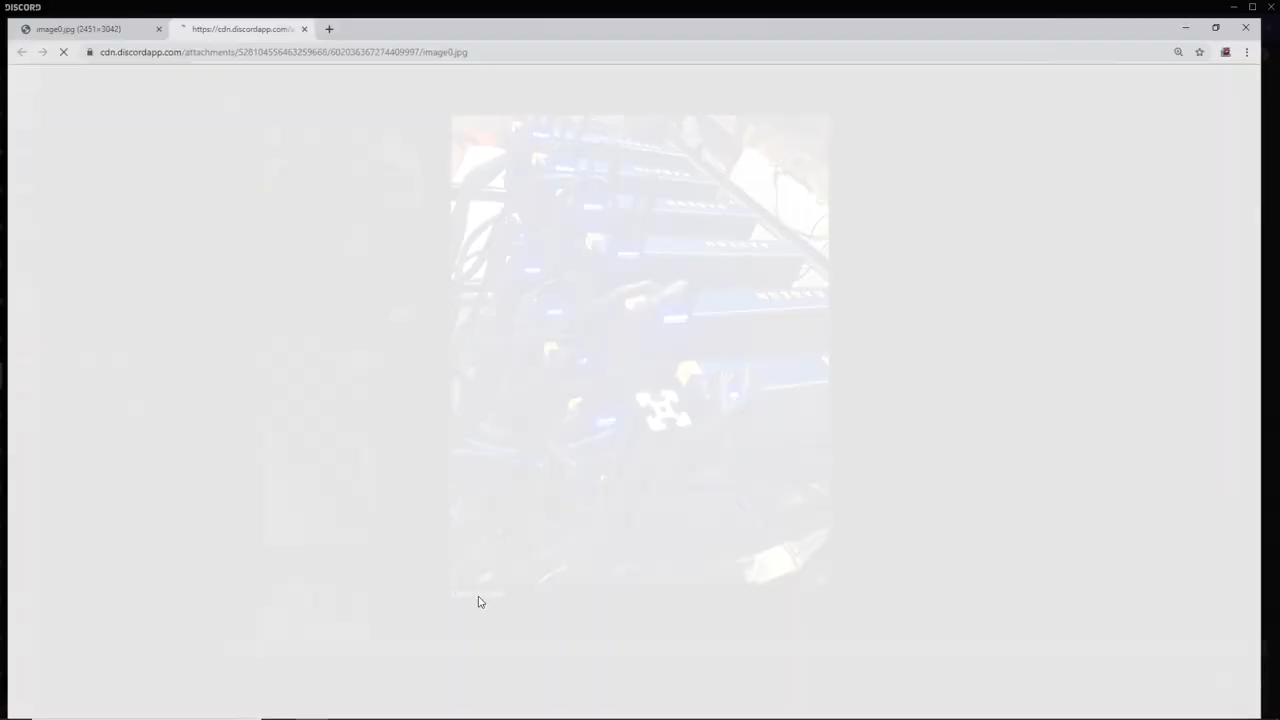 DISCORD
image0.jpg (2451×3042)
https://cdn.discordapp.com/a
cdn.discordapp.com/attachments/528104556463259668/602036367274409997/image0.jpg